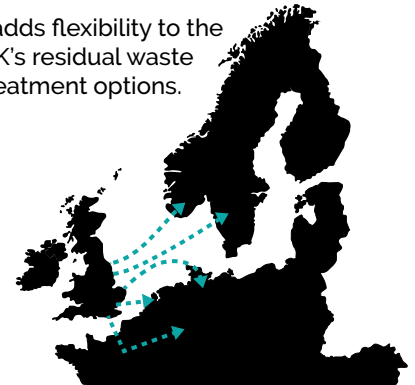 adds flexibility to the
K’s residual waste
eatment options.